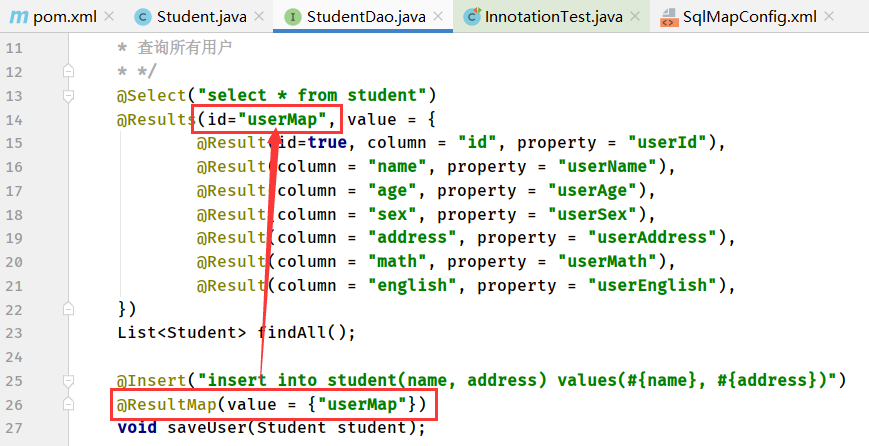 pom.xml Student.java StudentDao.java InnotationTest.java SqlMapConfig.xml
11 * 查询所有用户
12 * */
13 @Select("select * from student")
14 @Results(id="userMap", value = {
15 @Result(id=true, column = "id", property = "userId"),
16 @Result(column = "name", property = "userName"),
17 @Result(column = "age", property = "userAge"),
18 @Result(column = "sex", property = "userSex"),
19 @Result(column = "address", property = "userAddress"),
20 @Result(column = "math", property = "userMath"),
21 @Result(column = "english", property = "userEnglish"),
22 })
23 List<Student> findAll();
24
25 @Insert("insert into student(name, address) values(#{name}, #{address})")
26 @ResultMap(value = {"userMap"})
27 void saveUser(Student student);